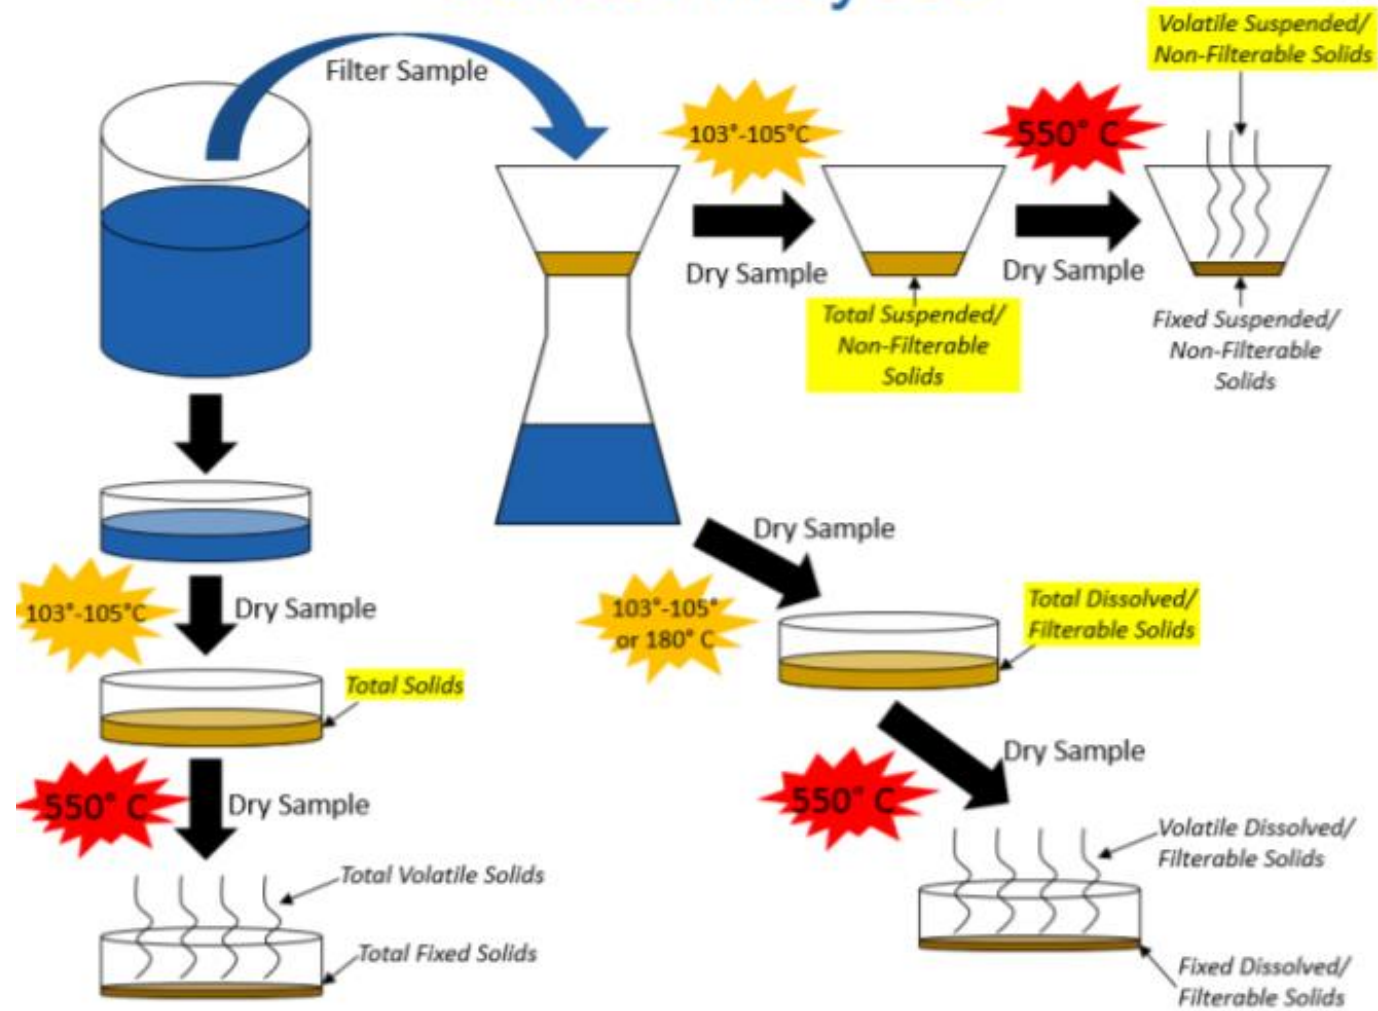 Filter Sample
Volatile Suspended/
Non-Filterable Solids
103°-105°C
550° C
Dry Sample
Dry Sample
Total Suspended/
Non-Filterable
Solids
Fixed Suspended/
Non-Filterable
Solids
103°-105°C
Dry Sample
Total Solids
550° C
Dry Sample
Total Volatile Solids
Total Fixed Solids
Dry Sample
103°-105°
or 180° C
Total Dissolved/
Filterable Solids
Dry Sample
550° C
Volatile Dissolved/
Filterable Solids
Fixed Dissolved/
Filterable Solids